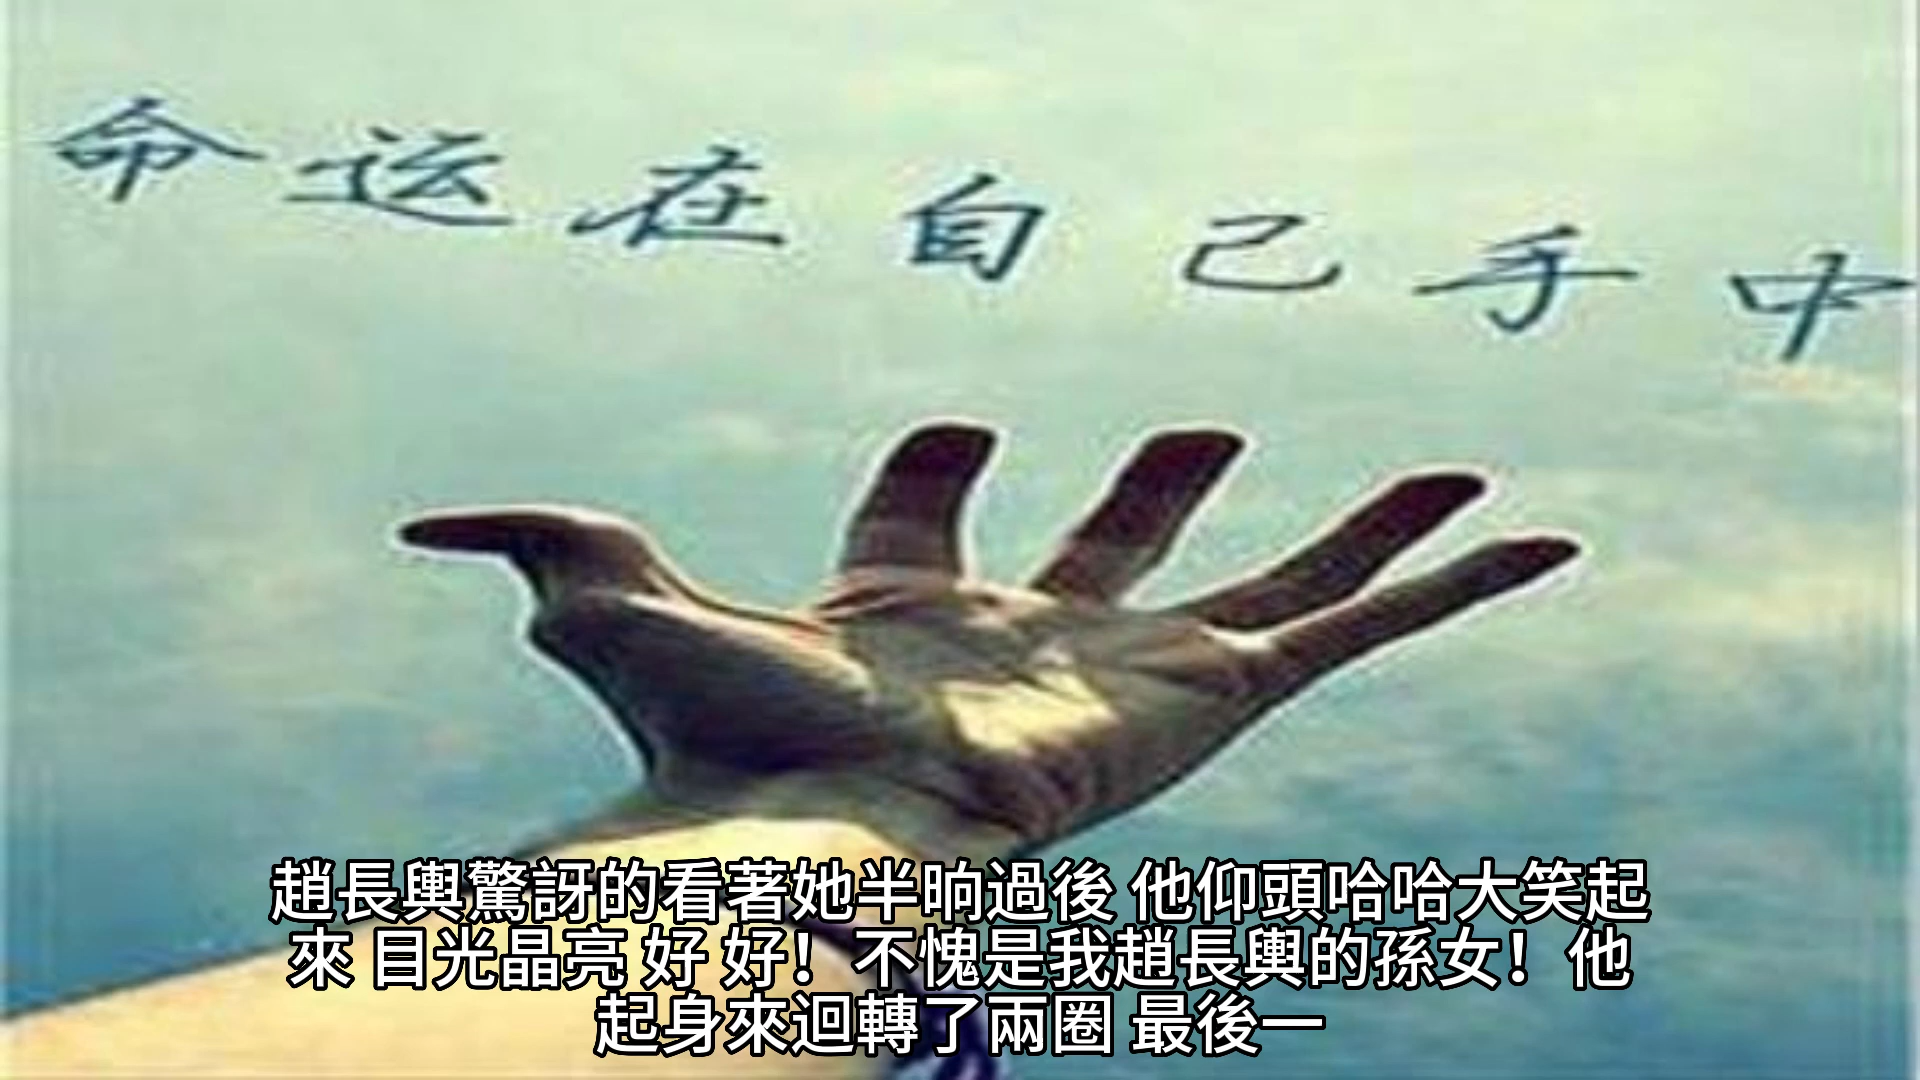 命运在自己手中
趙長輿驚訝的看著她半晌過後 他仰頭哈哈大笑起
來 目光晶亮 好 好！不愧是我趙長輿的孫女！他
起身來迴轉了兩圈 最後一